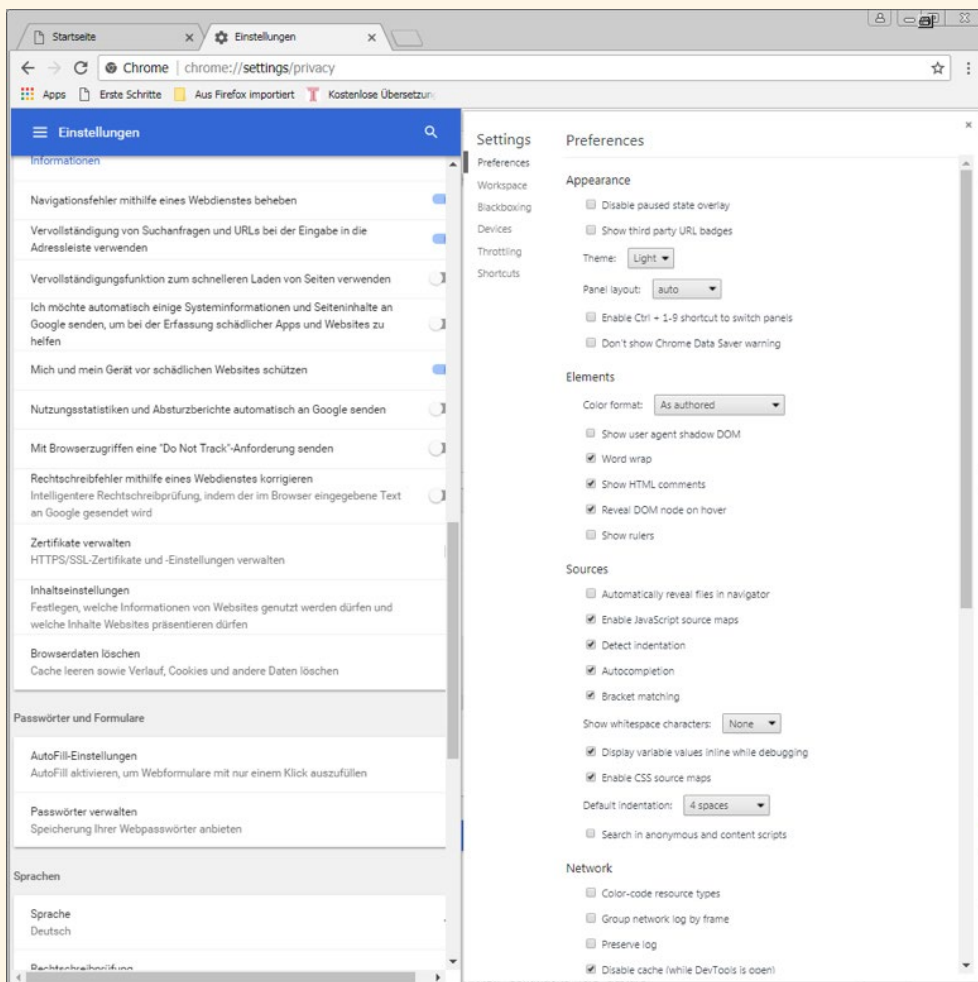 Startseite
Einstellungen
Chrome | chrome://settings/privacy
Apps Erste Schritte Aus Firefox importiert Kostenlose Übersetzun
Einstellungen
Informationen
Navigationsfehler mithilfe eines Webdienstes beheben
Vervollständigung von Suchanfragen und URLs bei der Eingabe in die
Adressleiste verwenden
Vervollständigungsfunktion zum schnelleren Laden von Seiten verwenden
Ich möchte automatisch einige Systeminformationen und Seiteninhalte an
Google senden, um bei der Erfassung schädlicher Apps und Websites zu
helfen
Mich und mein Gerät vor schädlichen Websites schützen
Nutzungsstatistiken und Absturzberichte automatisch an Google senden
Mit Browserzugriffen eine "Do Not Track"-Anforderung senden
Rechtschreibfehler mithilfe eines Webdienstes korrigieren
Intelligentere Rechtschreibprüfung, indem der im Browser eingegebene Text
an Google gesendet wird
Zertifikate verwalten
HTTPS/SSL-Zertifikate und -Einstellungen verwalten
Inhaltseinstellungen
Festlegen, welche Informationen von Websites genutzt werden dürfen und
welche Inhalte Websites präsentieren dürfen
Browserdaten löschen
Cache leeren sowie Verlauf, Cookies und andere Daten löschen
Passwörter und Formulare
AutoFill-Einstellungen
AutoFill aktivieren, um Webformulare mit nur einem Klick auszufüllen
Passwörter verwalten
Speicherung Ihrer Webpasswörter anbieten
Sprachen
Sprache
Deutsch
Rechtschreibprüfung
Settings
Preferences
Workspace
Blackboxing
Devices
Throttling
Shortcuts
Preferences
Appearance
Disable paused state overlay
Show third party URL badges
Theme: Light
Panel layout: auto
Enable Ctrl + 1-9 shortcut to switch panels
Don't show Chrome Data Saver warning
Elements
Color format: As authored
Show user agent shadow DOM
Word wrap
Show HTML comments
Reveal DOM node on hover
Show rulers
Sources
Automatically reveal files in navigator
Enable JavaScript source maps
Detect indentation
Autocompletion
Bracket matching
Show whitespace characters: None
Display variable values inline while debugging
Enable CSS source maps
Default indentation: 4 spaces
Search in anonymous and content scripts
Network
Color-code resource types
Group network log by frame
Preserve log
Disable cache (while DevTools is open)